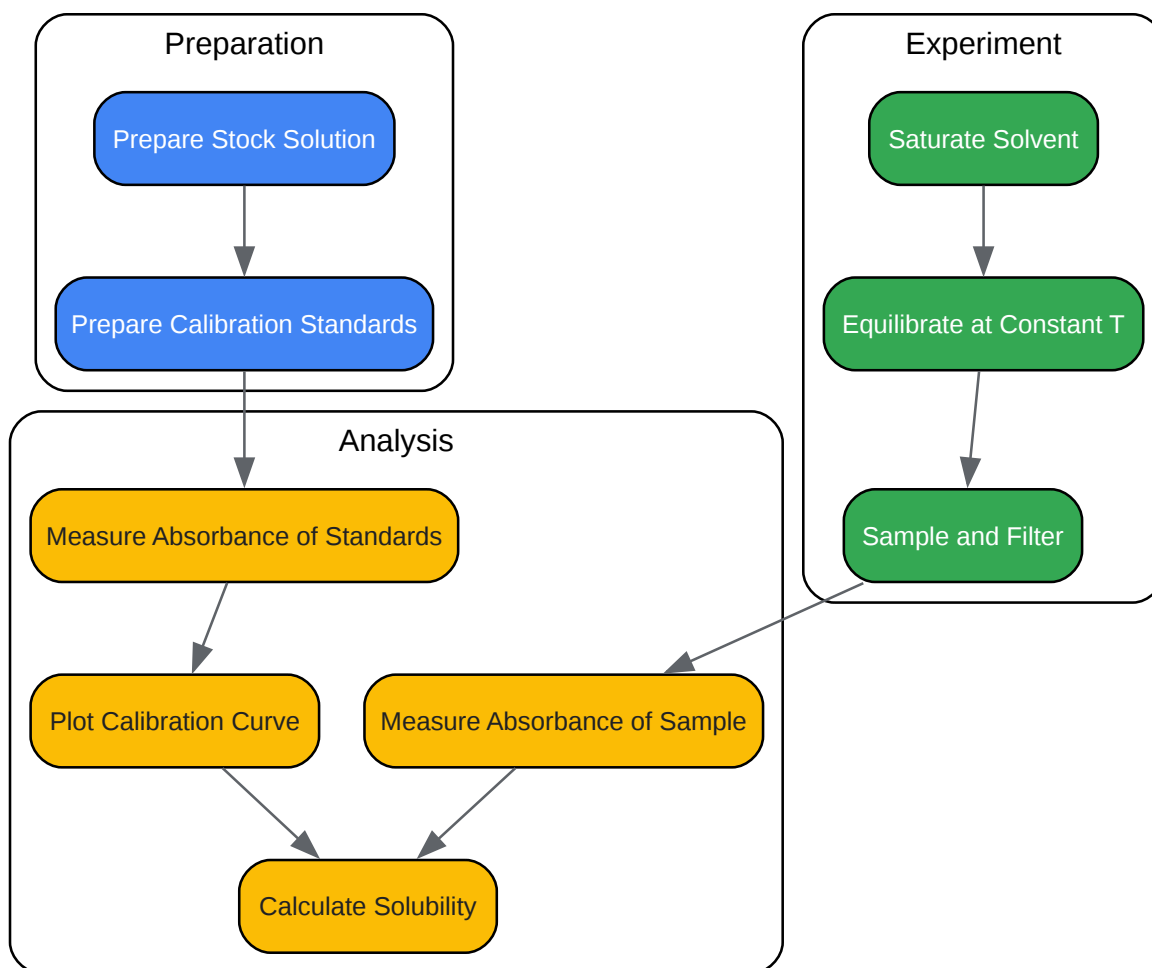 Preparation
Prepare Stock Solution
Prepare Calibration Standards
Experiment
Saturate Solvent
Equilibrate at Constant T
Sample and Filter
Analysis
Measure Absorbance of Standards
Plot Calibration Curve
Measure Absorbance of Sample
Calculate Solubility